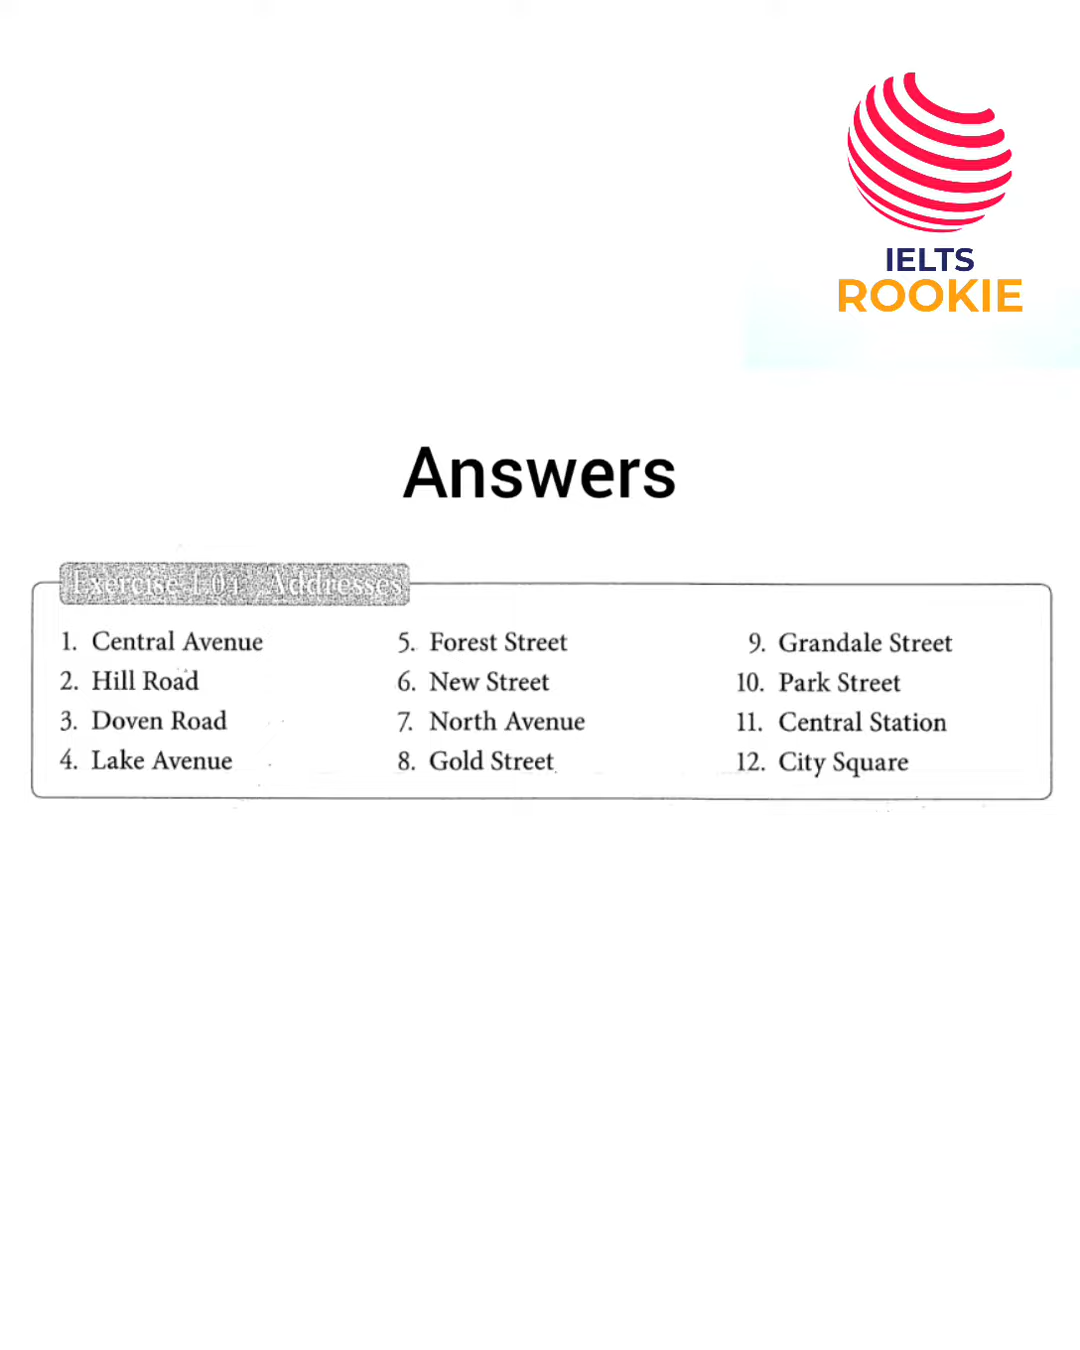 IELTS
ROOKIE
Answers
Exercise 1.04 Addresses
1. Central Avenue
2. Hill Road
3. Doven Road
4. Lake Avenue
5. Forest Street
6. New Street
7. North Avenue
8. Gold Street
9. Grandale Street
10. Park Street
11. Central Station
12. City Square